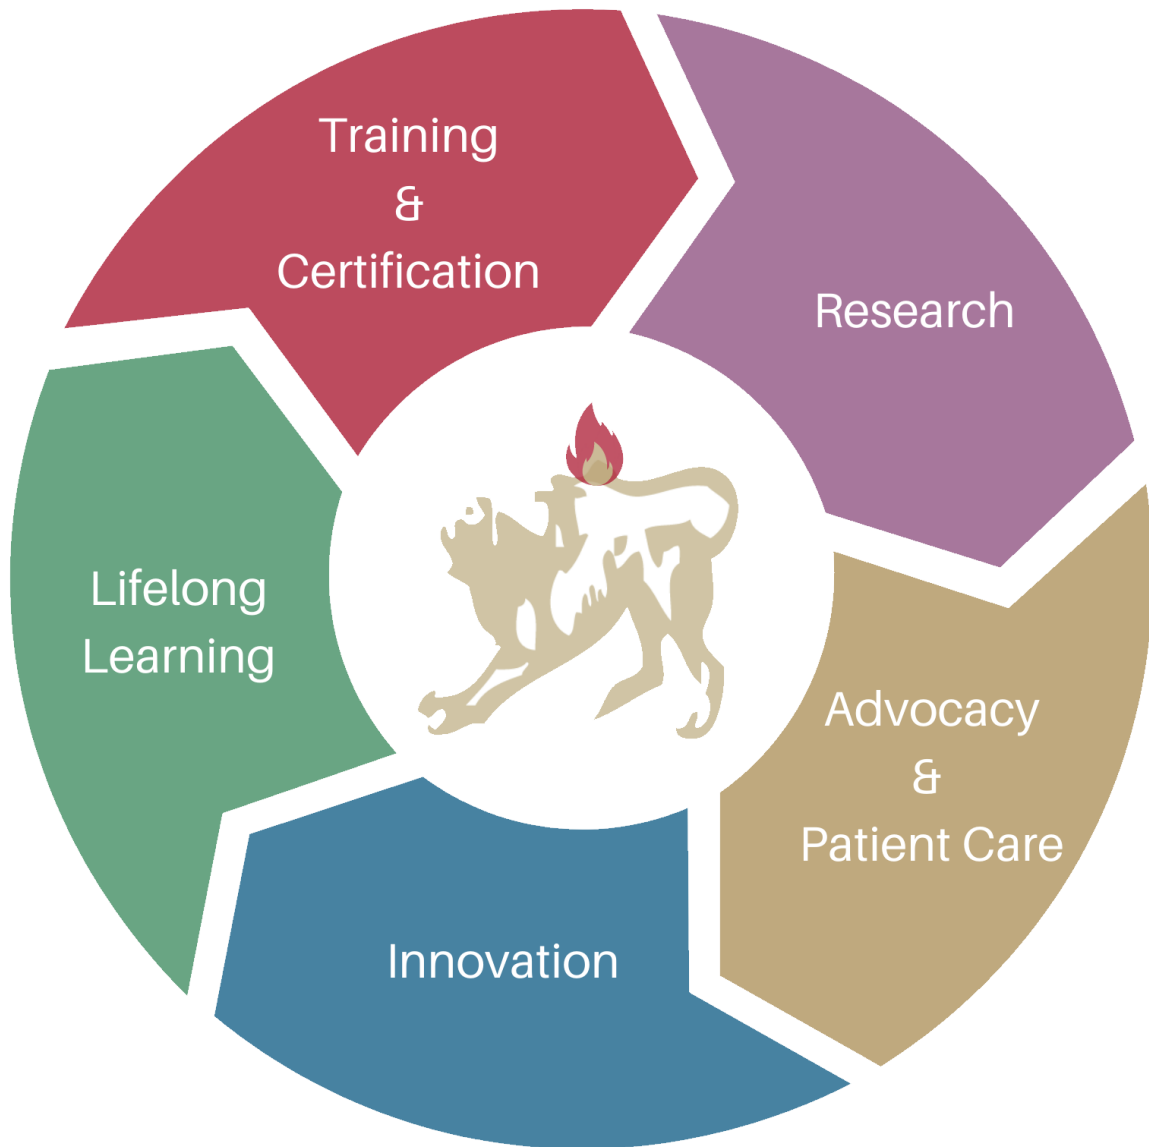 Training
&
Certification
Research
Advocacy
&
Patient Care
Innovation
Lifelong
Learning